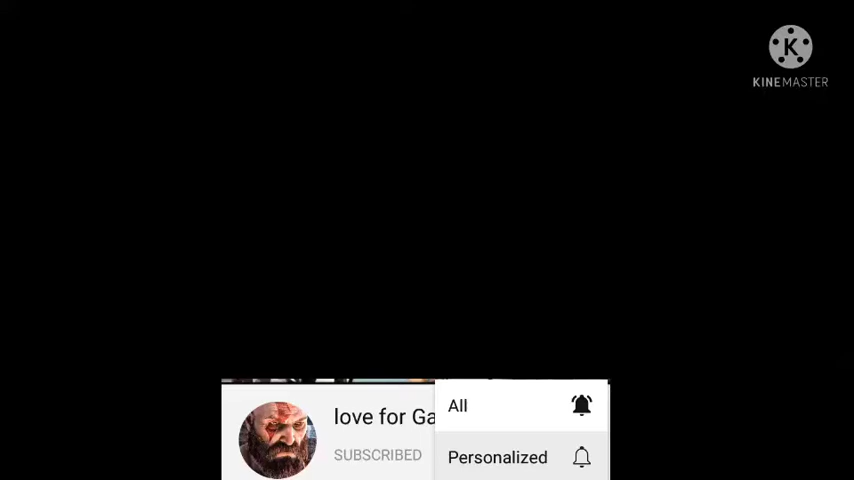 K
KINEMASTER
love for Ga
All
SUBSCRIBED
Personalized